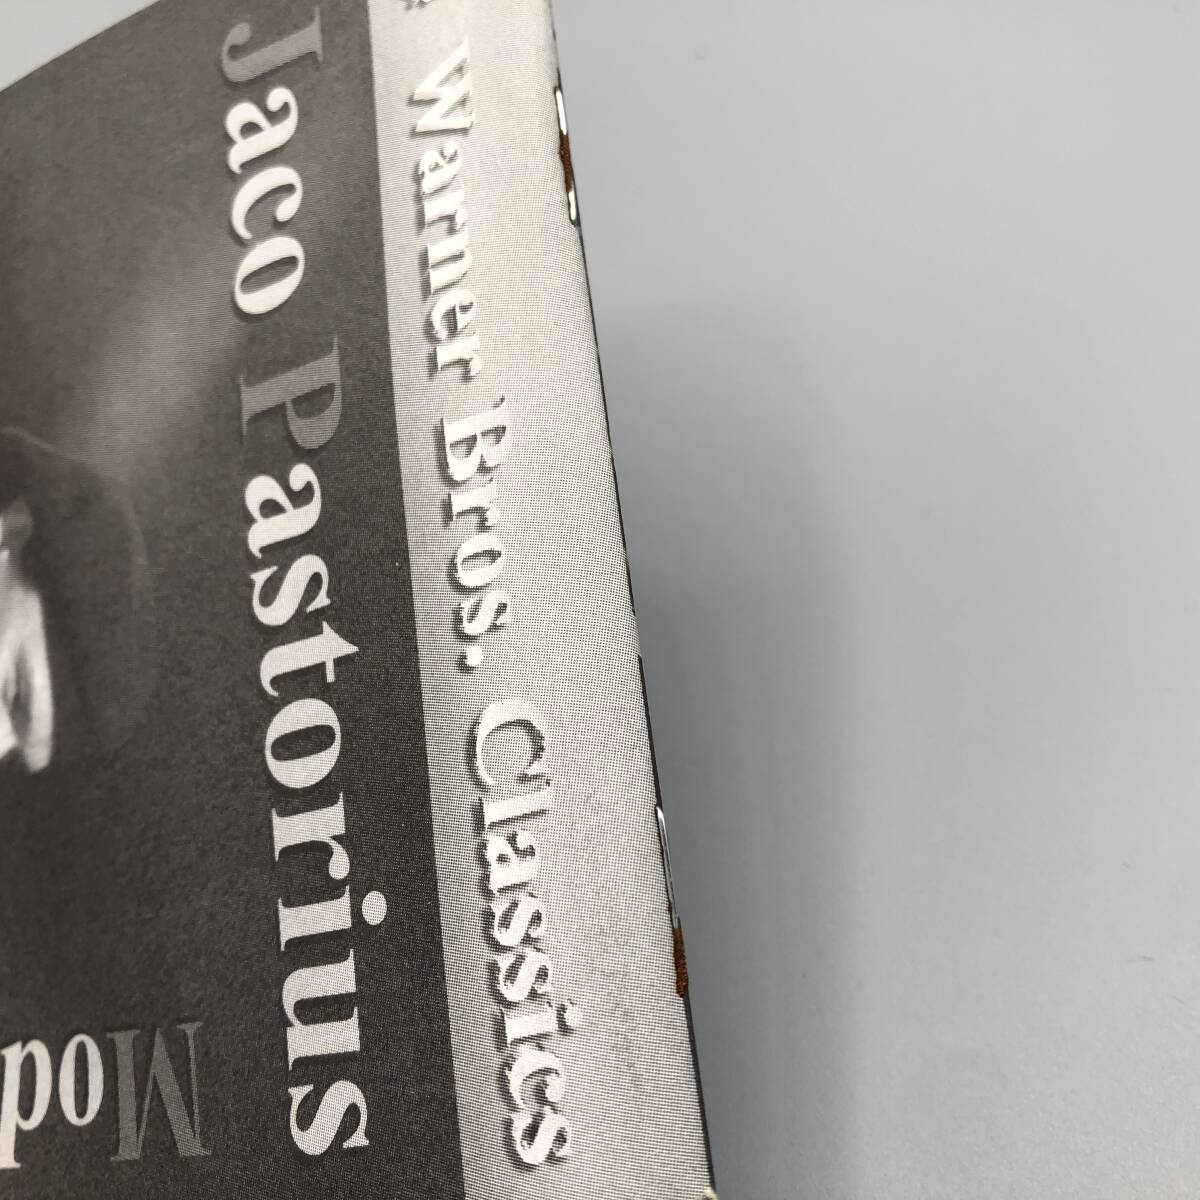 Jaco Pastorius
Warner Bros. Classics
Mod